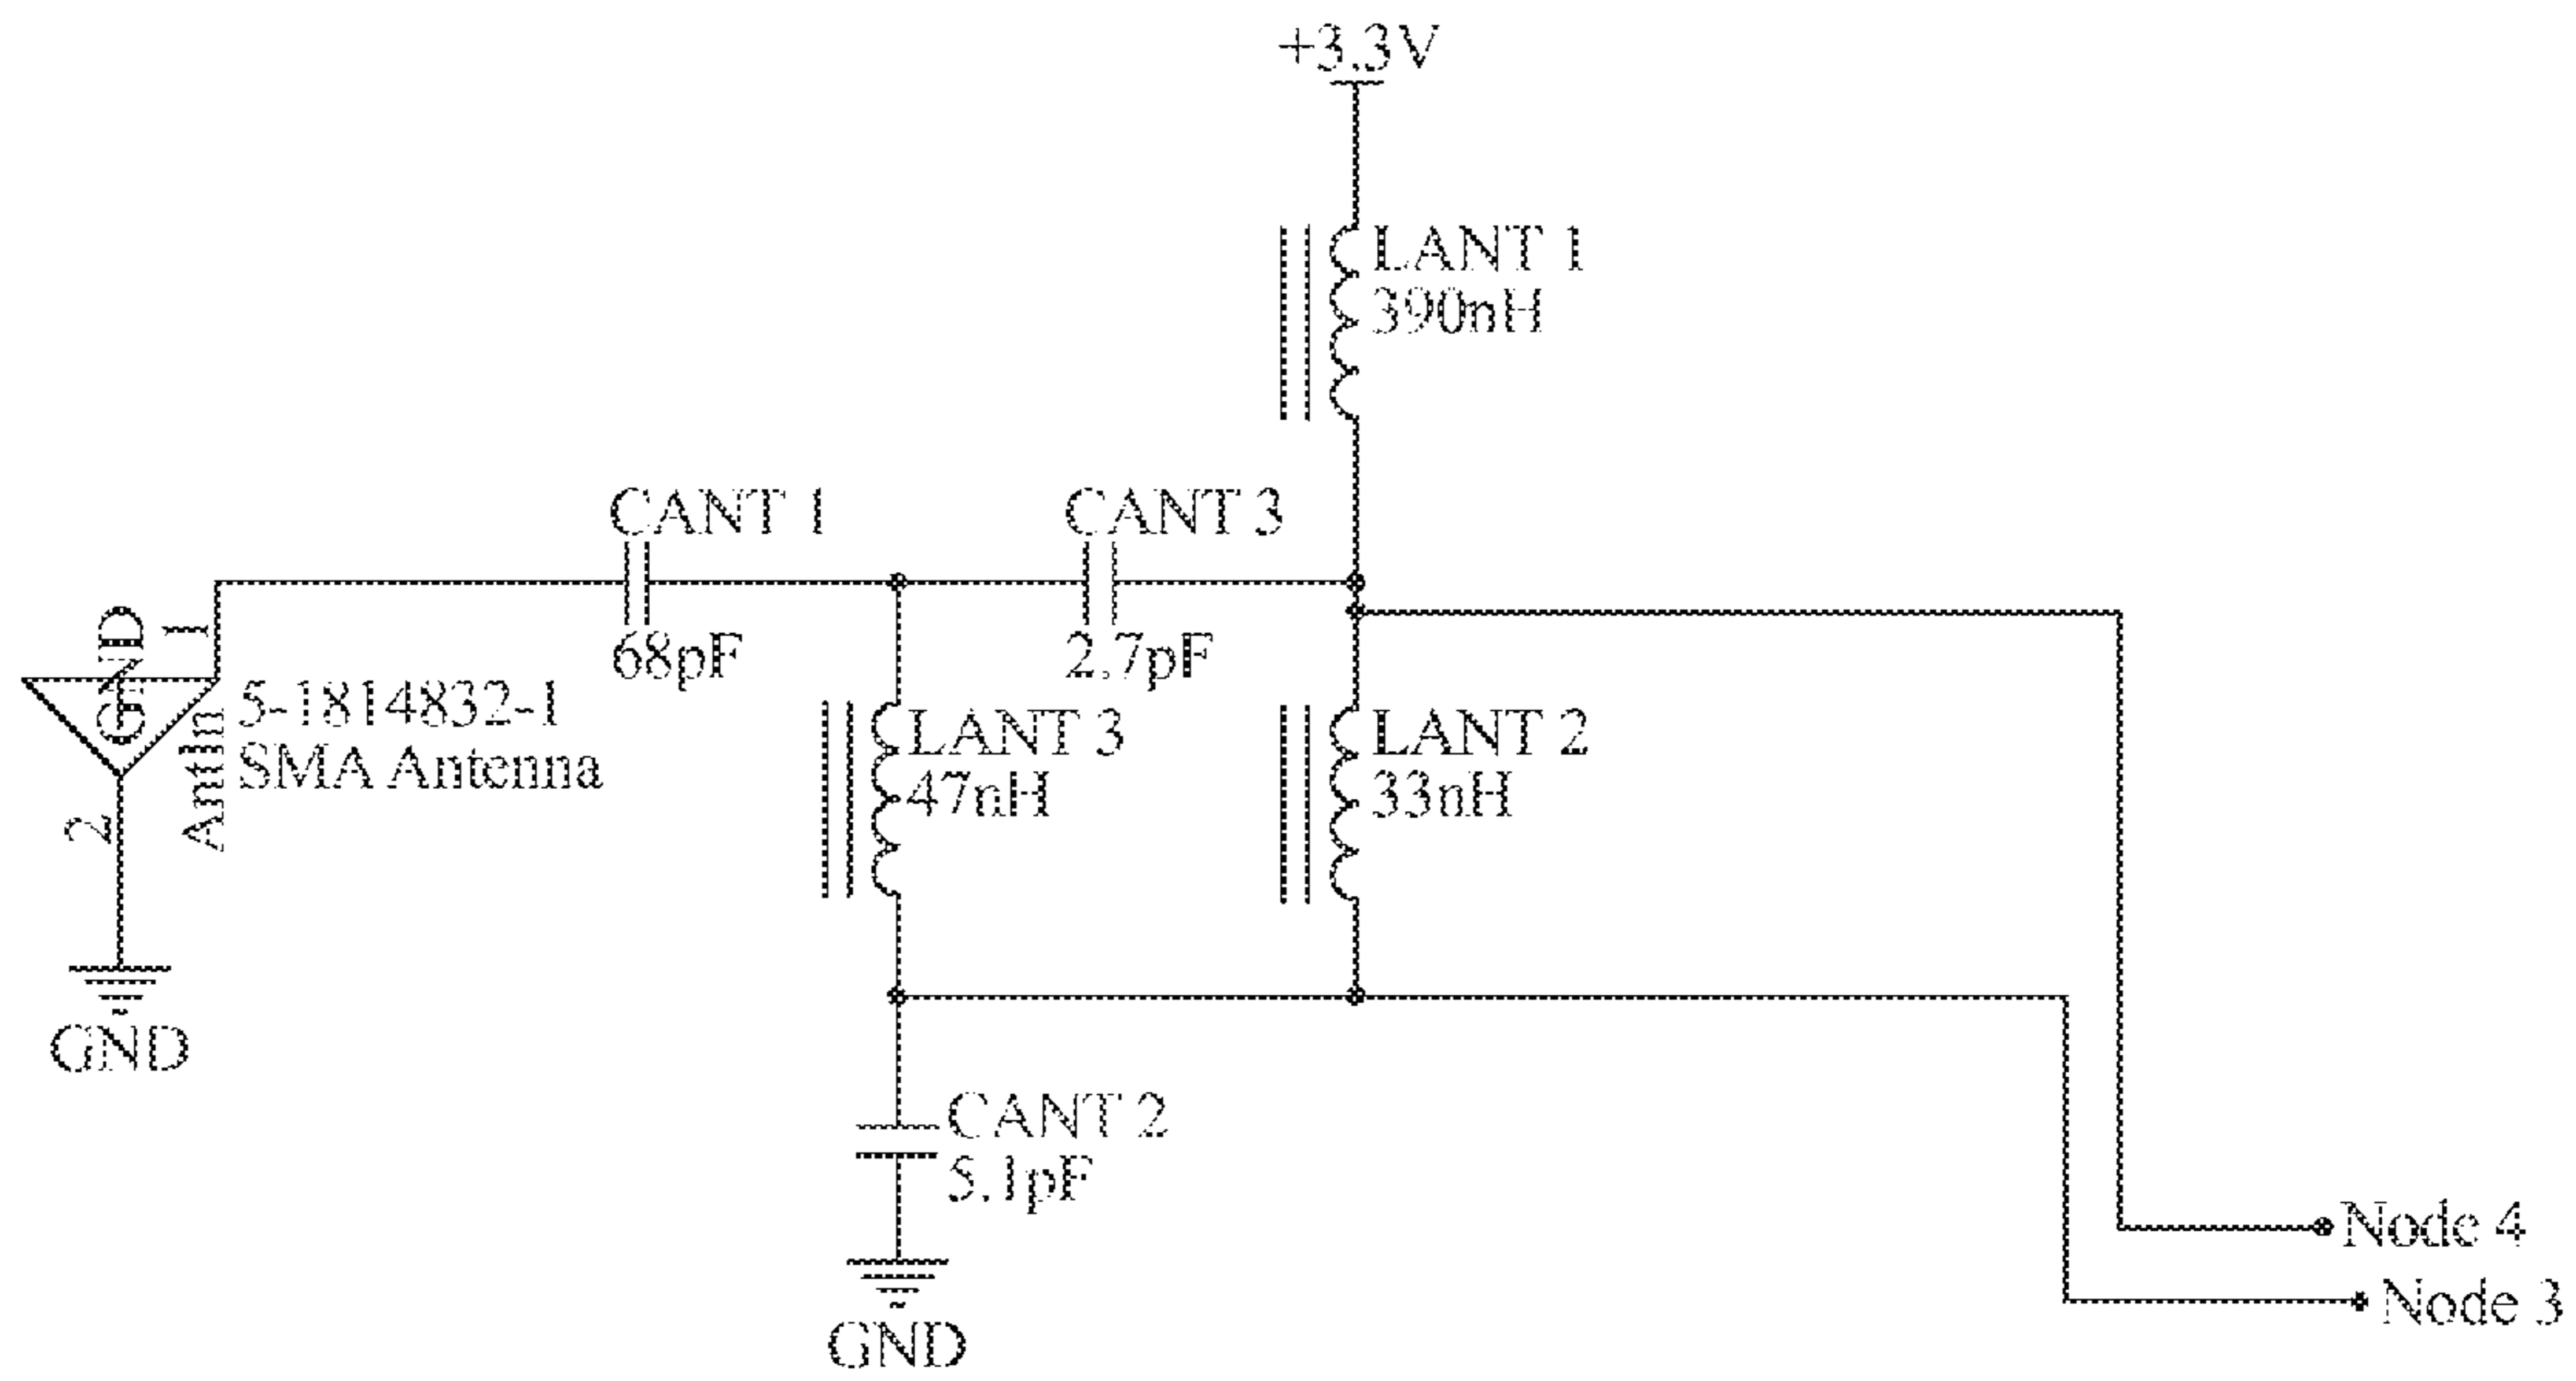 +3.3V
LANT 1
390nH
CANT 1
68pF
CANT 3
2.7pF
GND
1
2
AntIn
5-1814832-1
SMA Antenna
GND
LANT 3
47nH
LANT 2
33nH
CANT 2
5.1pF
GND
Node 4
Node 3